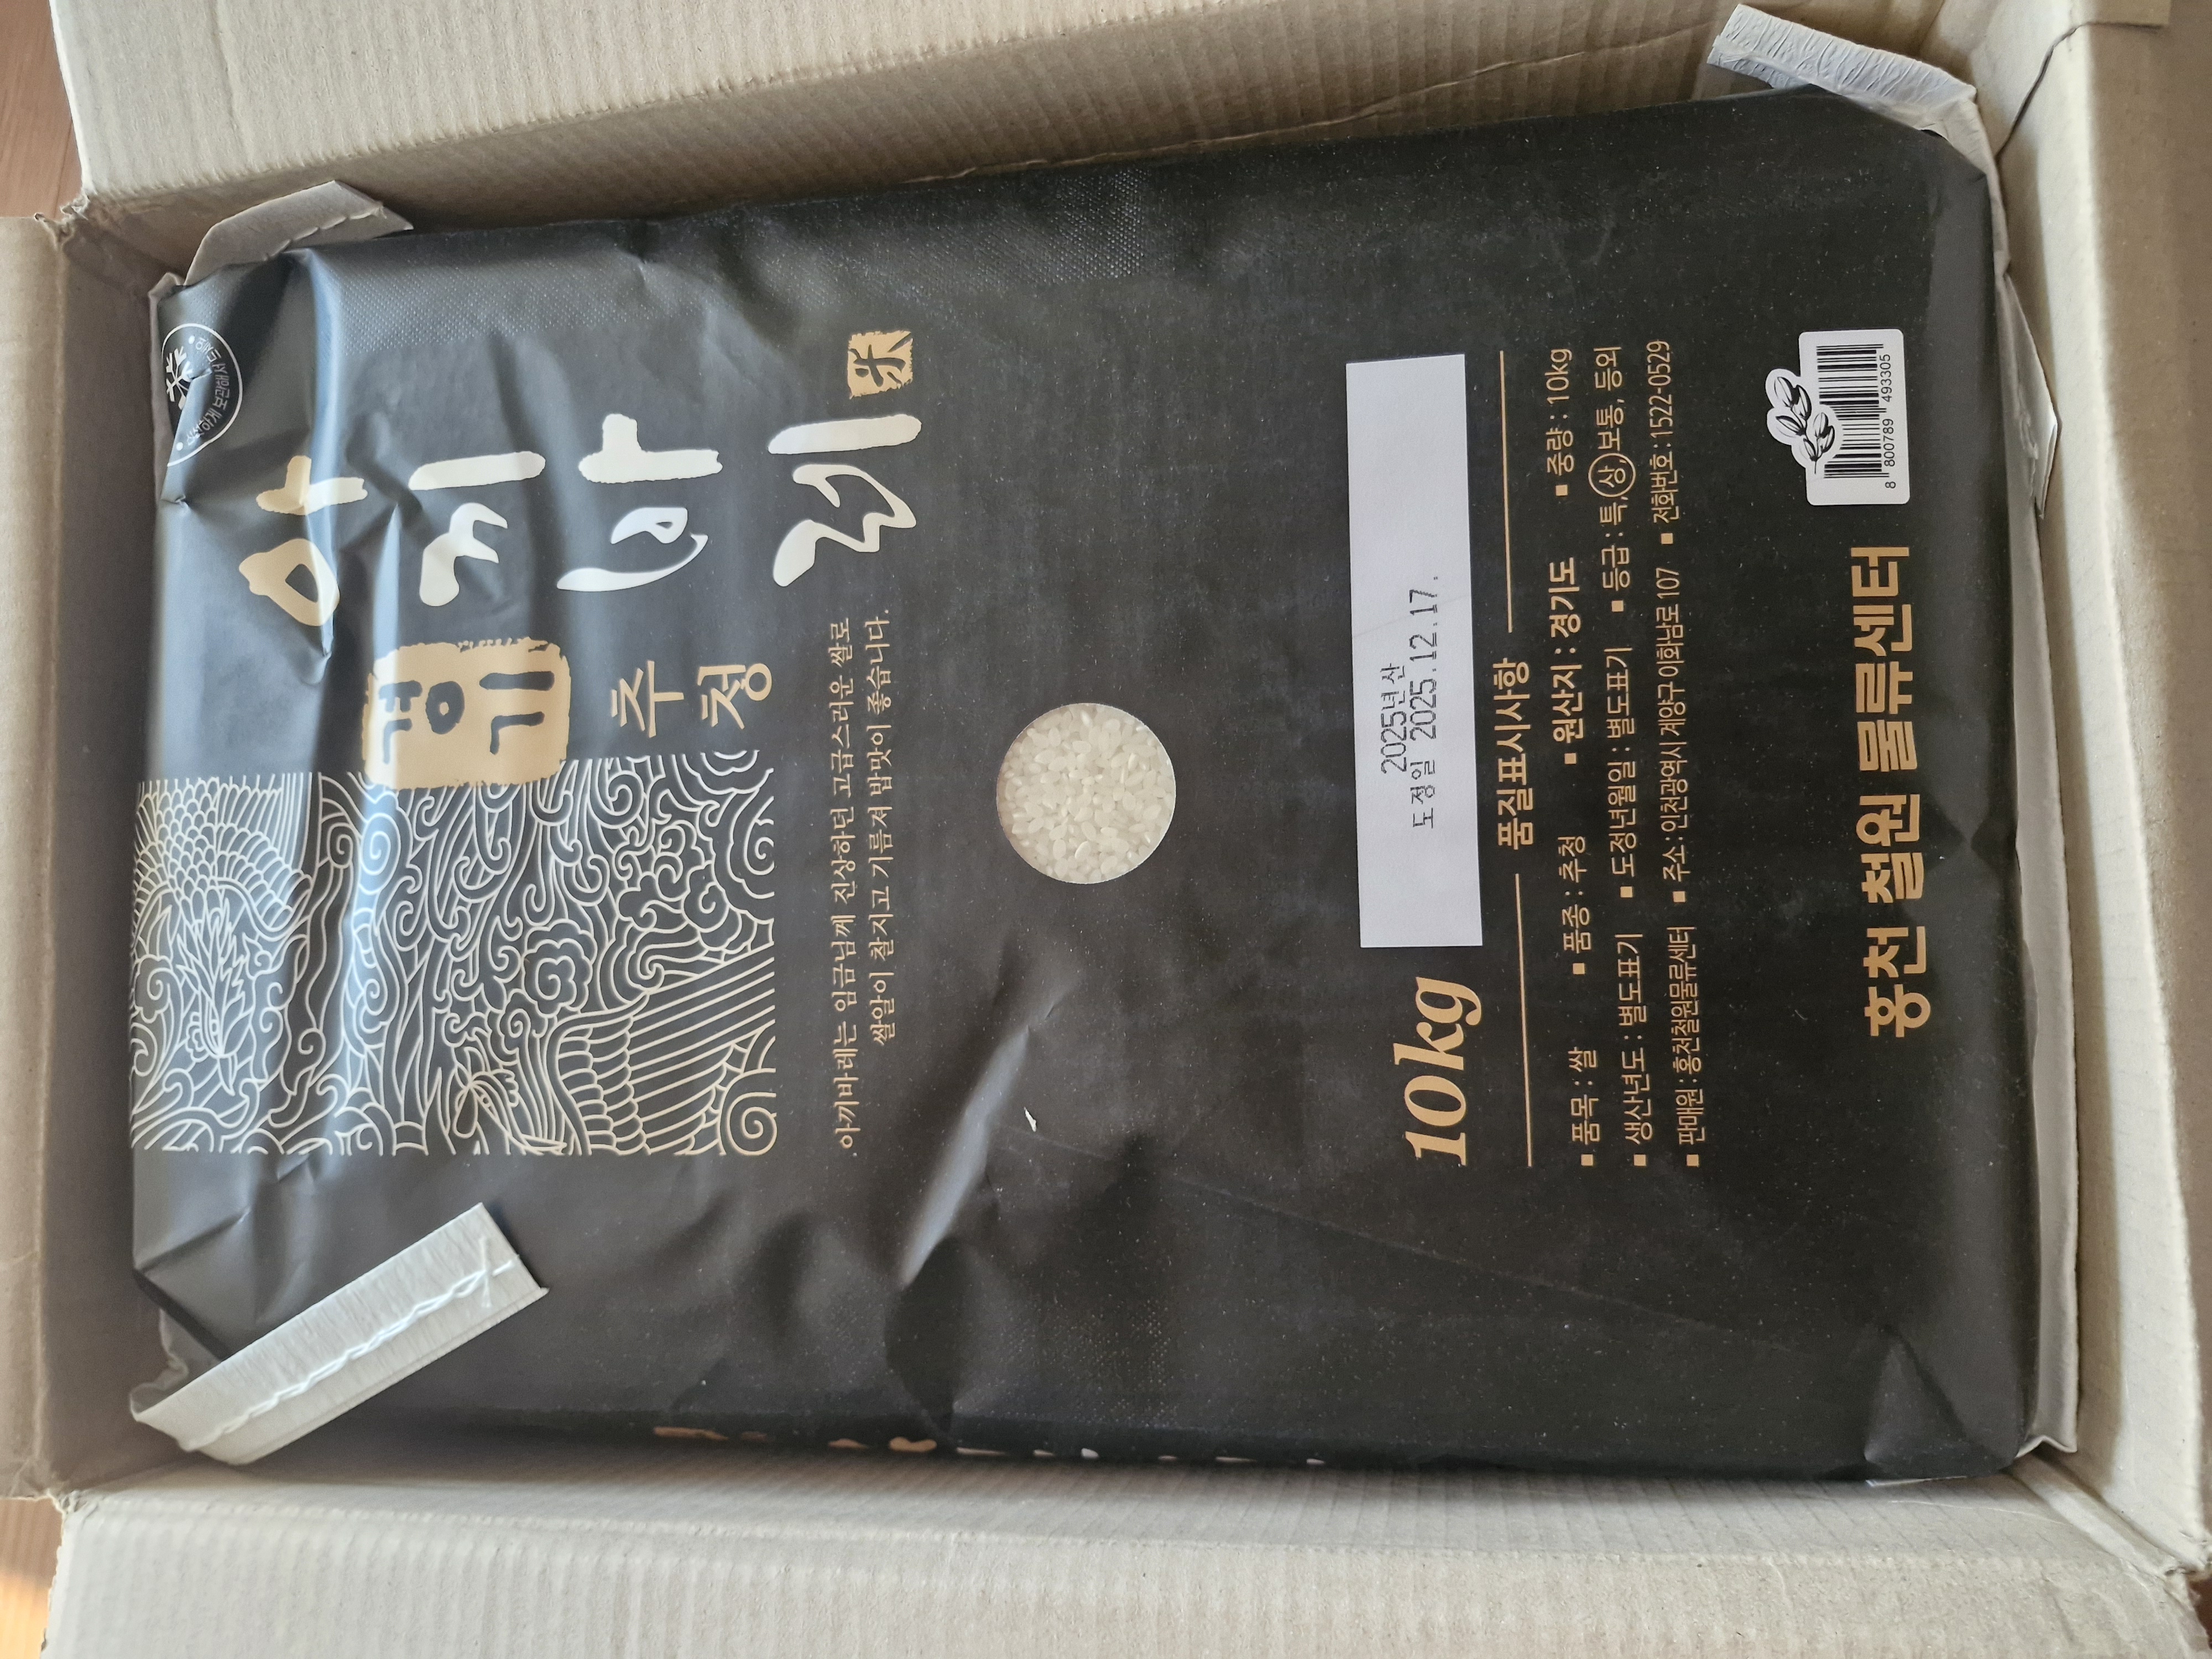 경기
추청
아끼바레
.아끼바레는 임금님께 진상하던 고급스러운 쌀로
쌀알이 찰지고 기름져 밥맛이 좋습니다.
10kg
2025년산
도정일 2025.12.17.
품질표시사항
▪ 품목 : 쌀 ▪ 품종 : 추청 ▪ 원산지 : 경기도 ▪ 중량 : 10kg
▪ 생산년도 : 별도표기 ▪ 도정년월일 : 별도표기 ▪ 등급 : 특, 상, 보통, 등외
▪ 판매원 : 홍천철원물류센터 ▪ 주소 : 인천광역시 계양구 이화남로 107 ▪ 전화번호 : 1522-0529
홍천 철원 물류센터
8 800789 493305